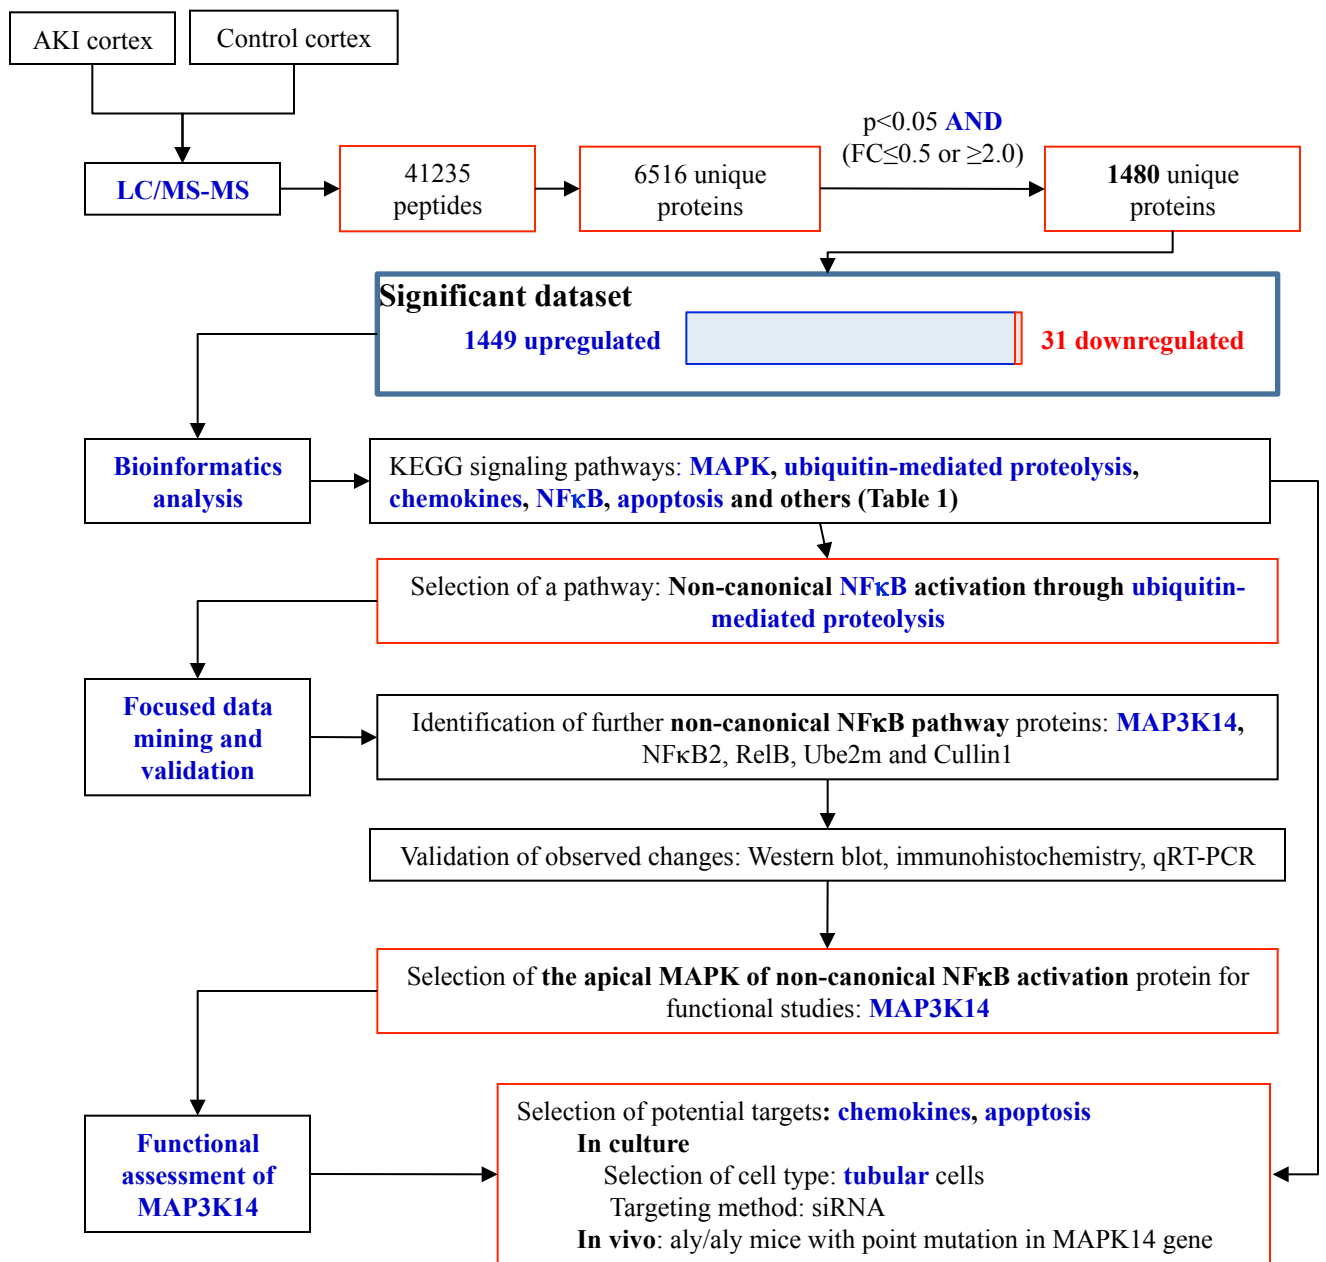 AKI cortex
Control cortex
LC/MS-MS
41235
peptides
6516 unique
proteins
p<0.05 AND
(FC≤0.5 or ≥2.0)
1480 unique
proteins
Significant dataset
1449 upregulated
31 downregulated
Bioinformatics
analysis
KEGG signaling pathways: MAPK, ubiquitin-mediated proteolysis,
chemokines, NFκB, apoptosis and others (Table 1)
Selection of a pathway: Non-canonical NFκB activation through ubiquitin-
mediated proteolysis
Focused data
mining and
validation
Identification of further non-canonical NFκB pathway proteins: MAP3K14,
NFκB2, RelB, Ube2m and Cullin1
Validation of observed changes: Western blot, immunohistochemistry, qRT-PCR
Selection of the apical MAPK of non-canonical NFκB activation protein for
functional studies: MAP3K14
Functional
assessment of
MAP3K14
Selection of potential targets: chemokines, apoptosis
In culture
Selection of cell type: tubular cells
Targeting method: siRNA
In vivo: aly/aly mice with point mutation in MAPK14 gene